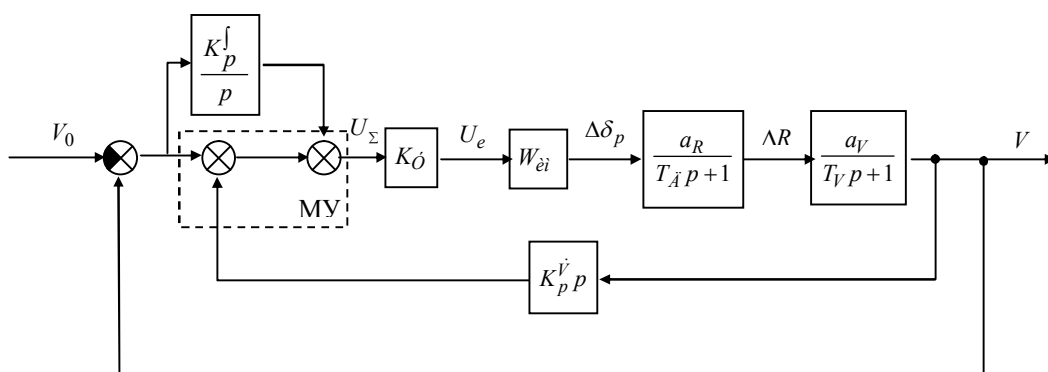 K_p^∫ / p
V_0
U_Σ
K_Ó
U_e
W_èì
Δδ_p
a_R / (T_Ä p + 1)
ΛR
a_V / (T_V p + 1)
V
МУ
K_p^V̇ p